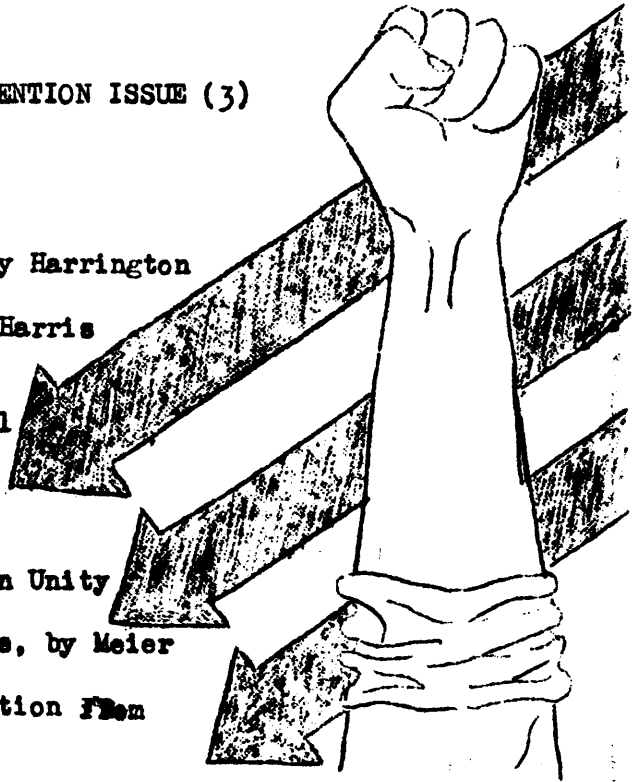 ENTION ISSUE (3)
y Harrington
Harris
l
n Unity
s, by Meier
tion